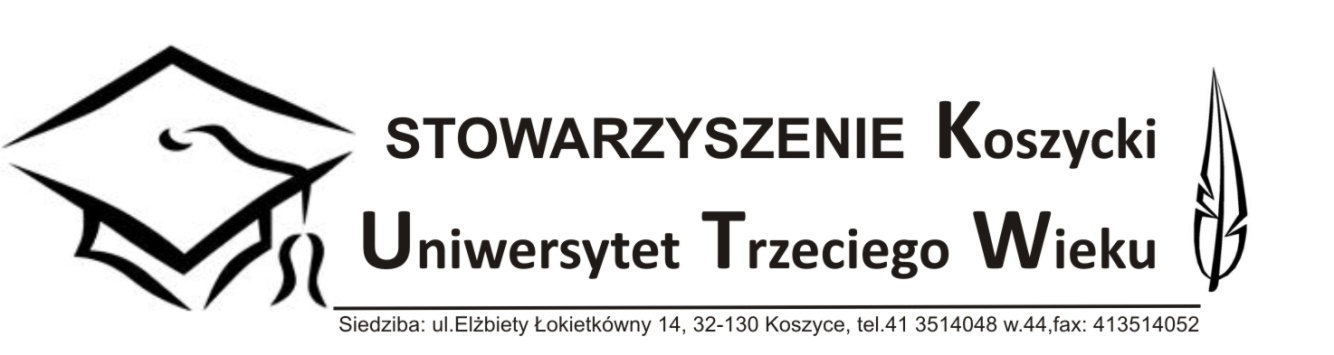 STOWARZYSZENIE Koszycki
Uniwersytet Trzeciego Wieku
Siedziba: ul.Elżbiety Łokietkówny 14, 32-130 Koszyce, tel.41 3514048 w.44,fax: 413514052